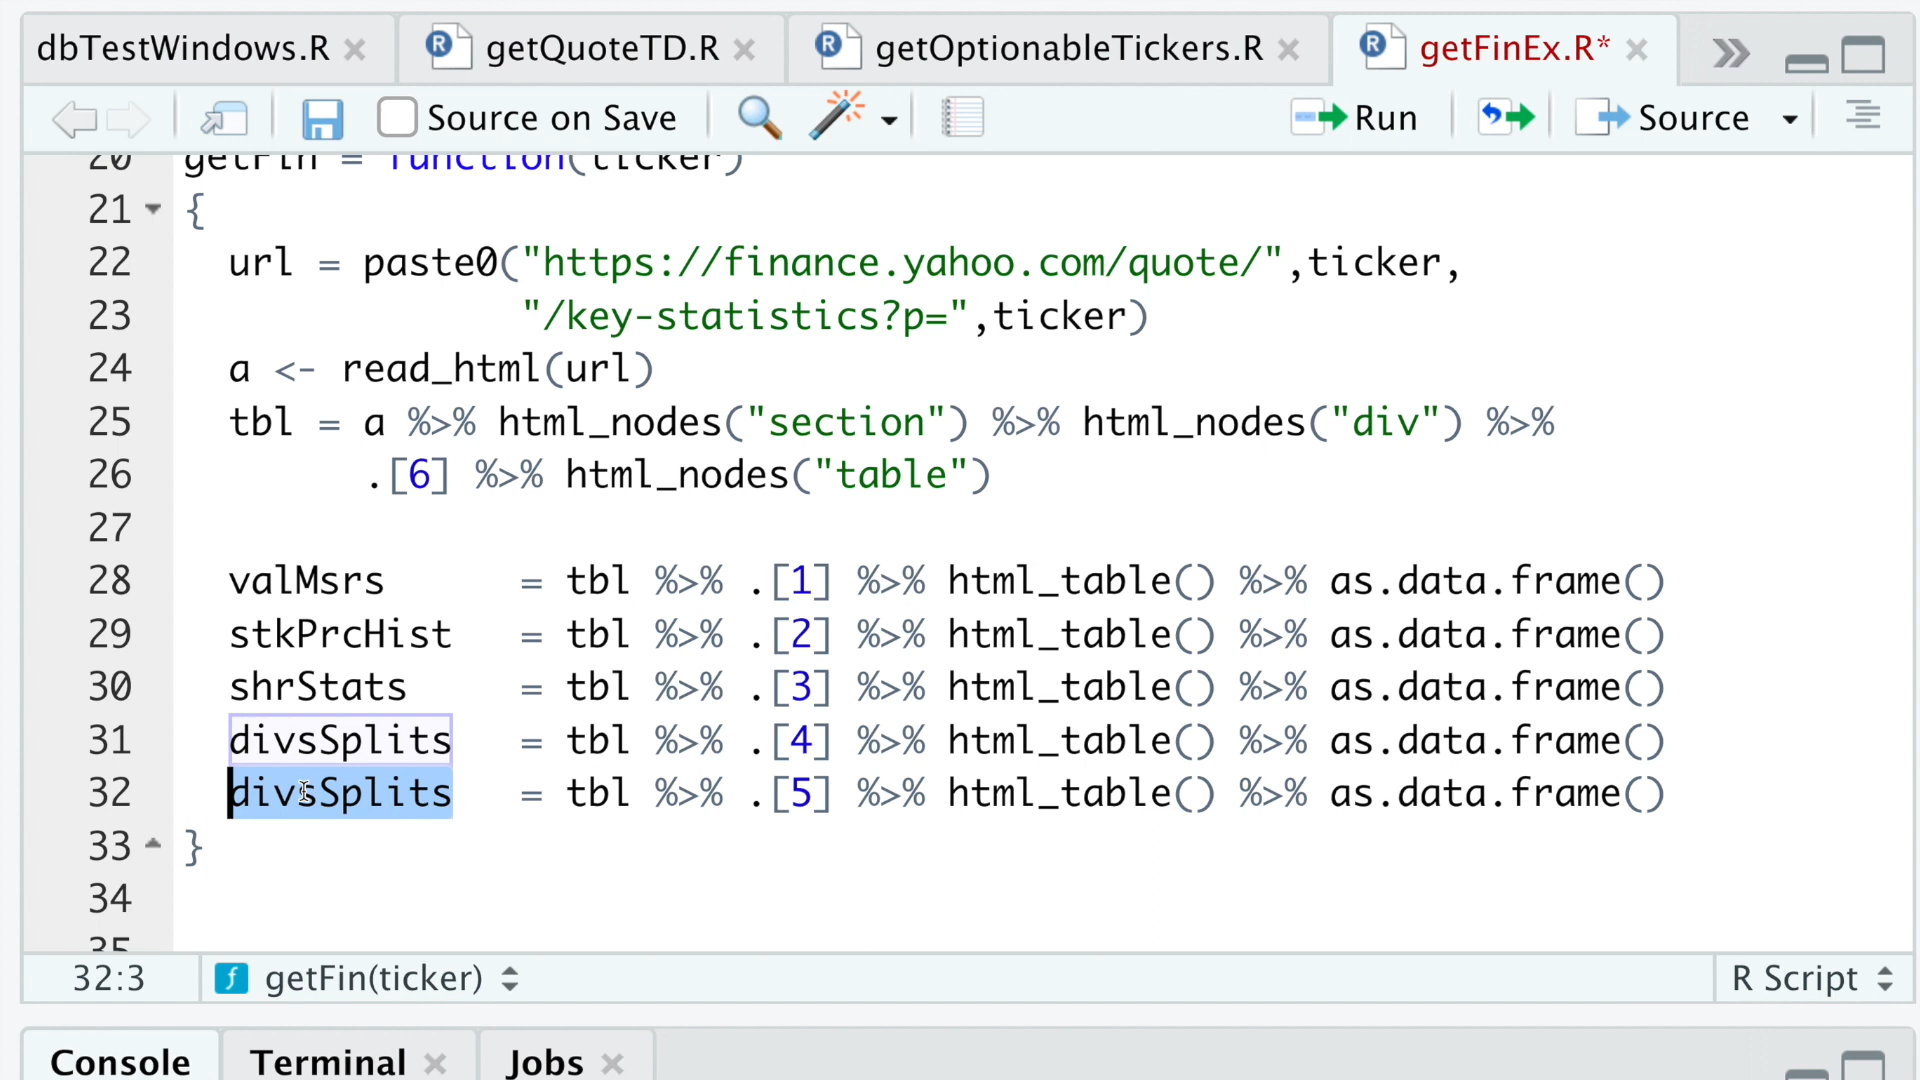 dbTestWindows.R
getQuoteTD.R
getOptionableTickers.R
getFinEx.R*
Source on Save
Run
Source
20 getFin = function(ticker)
21 {
22 url = paste0("https://finance.yahoo.com/quote/",ticker,
23 "/key-statistics?p=",ticker)
24 a <- read_html(url)
25 tbl = a %>% html_nodes("section") %>% html_nodes("div") %>%
26 .[6] %>% html_nodes("table")
27
28 valMsrs = tbl %>% .[1] %>% html_table() %>% as.data.frame()
29 stkPrcHist = tbl %>% .[2] %>% html_table() %>% as.data.frame()
30 shrStats = tbl %>% .[3] %>% html_table() %>% as.data.frame()
31 divsSplits = tbl %>% .[4] %>% html_table() %>% as.data.frame()
32 divsSplits = tbl %>% .[5] %>% html_table() %>% as.data.frame()
33 }
34
35
32:3
getFin(ticker)
R Script
Console
Terminal
Jobs